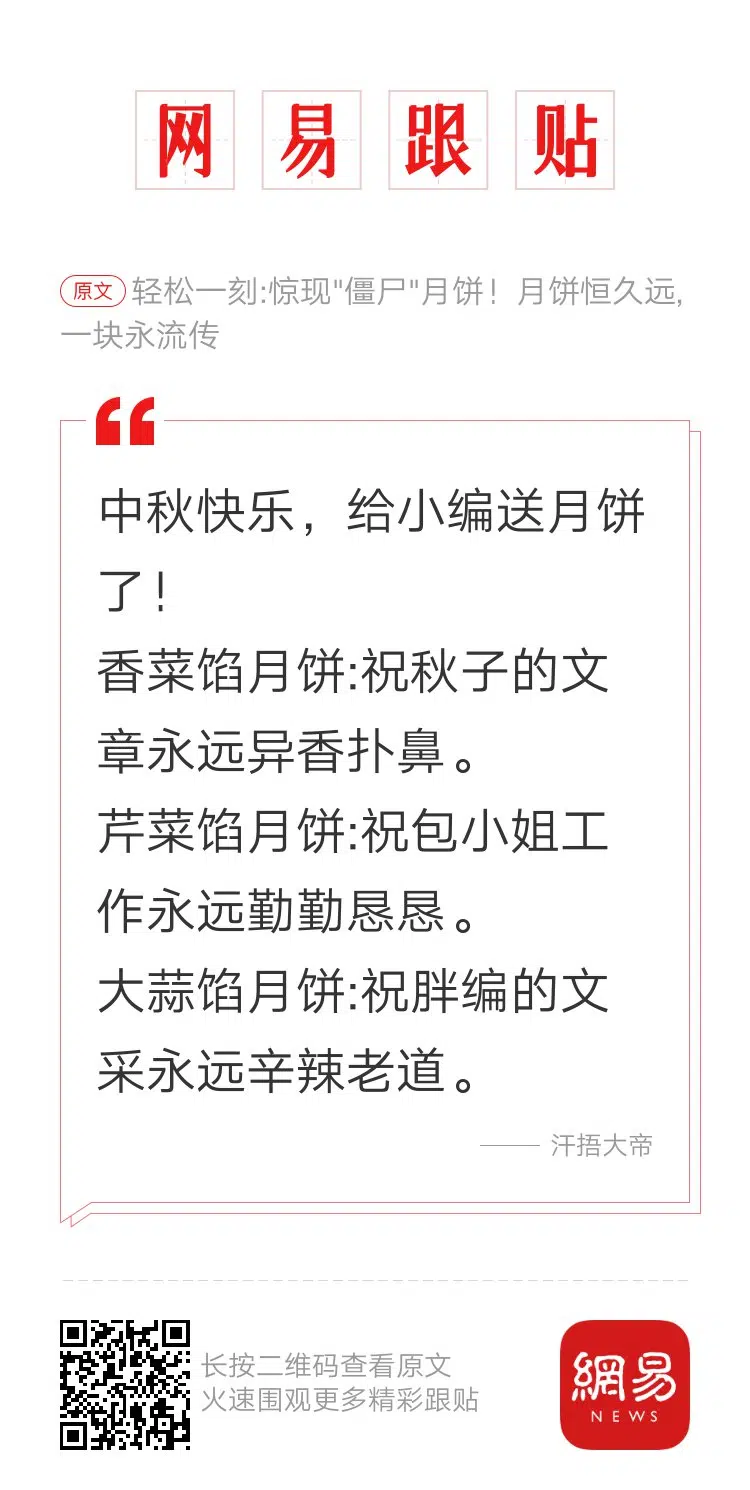 网易跟贴
原文 轻松一刻:惊现"僵尸"月饼！月饼恒久远,
一块永流传
中秋快乐，给小编送月饼
了！
香菜馅月饼:祝秋子的文
章永远异香扑鼻。
芹菜馅月饼:祝包小姐工
作永远勤勤恳恳。
大蒜馅月饼:祝胖编的文
采永远辛辣老道。
—— 汗捂大帝
长按二维码查看原文
火速围观更多精彩跟贴
網易
NEWS